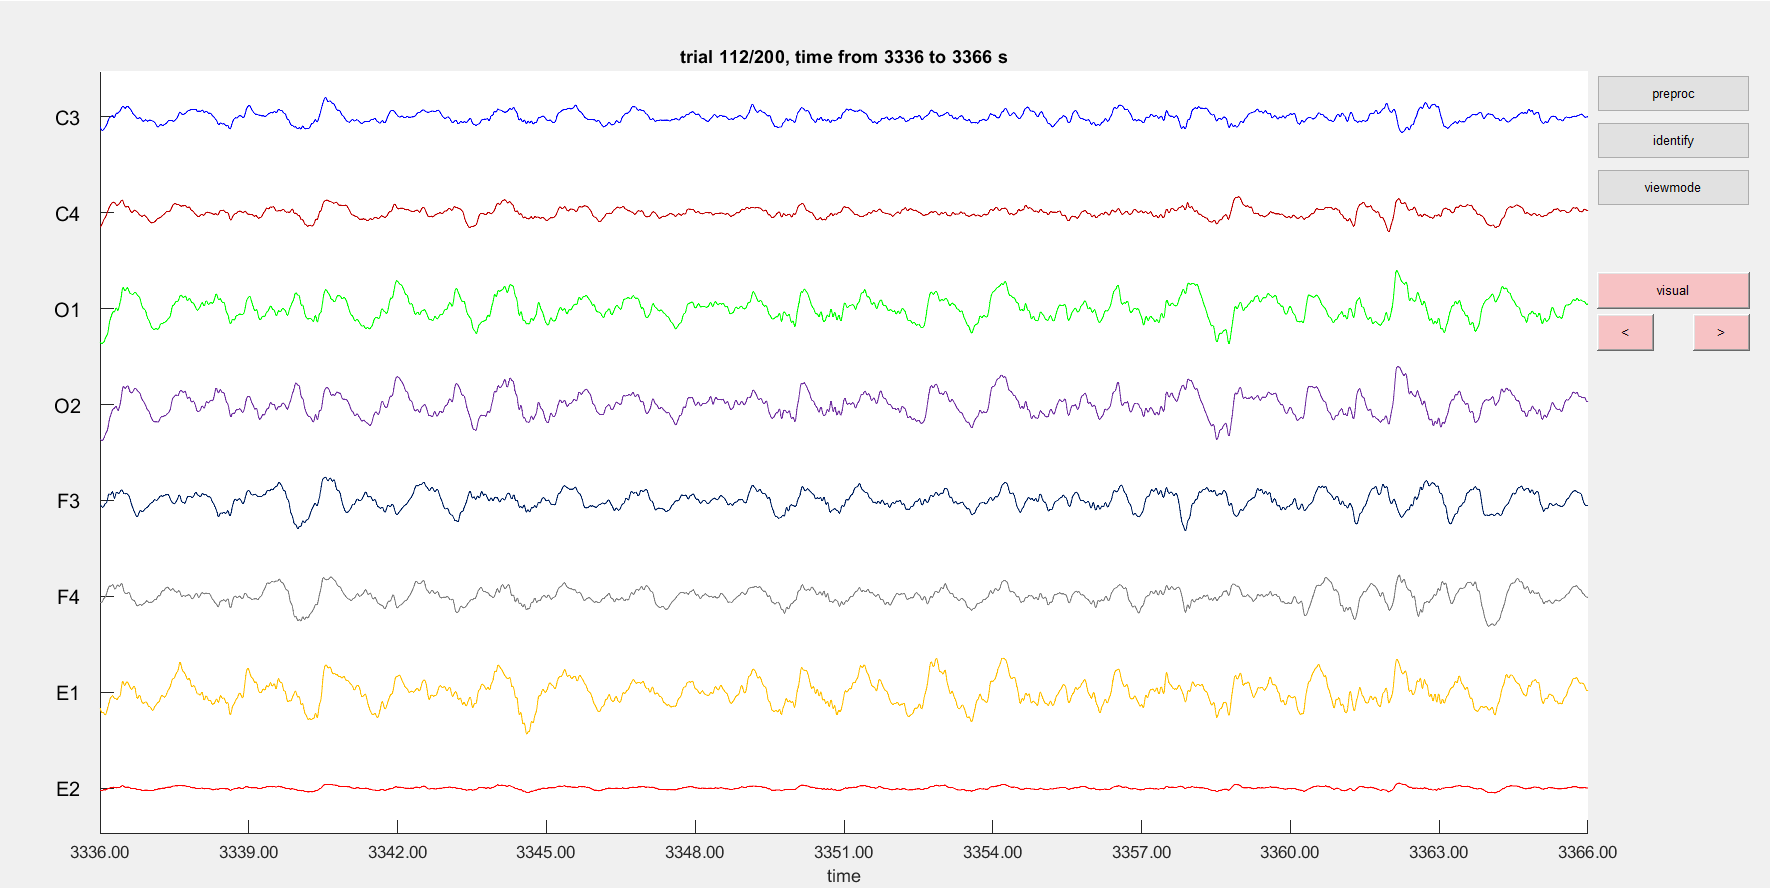 trial 112/200, time from 3336 to 3366 s
C3
C4
O1
O2
F3
F4
E1
E2
3336.00 3339.00 3342.00 3345.00 3348.00 3351.00 3354.00 3357.00 3360.00 3363.00 3366.00
time
preproc
identify
viewmode
visual
< >